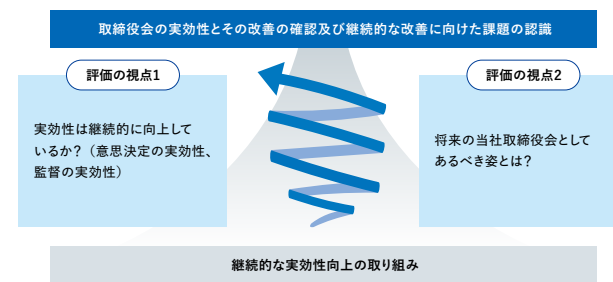 取締役会の実効性とその改善の確認及び継続的な改善に向けた課題の認識
評価の視点1
実効性は継続的に向上して
いるか？（意思決定の実効性、
監督の実効性）
評価の視点2
将来の当社取締役会として
あるべき姿とは？
継続的な実効性向上の取り組み